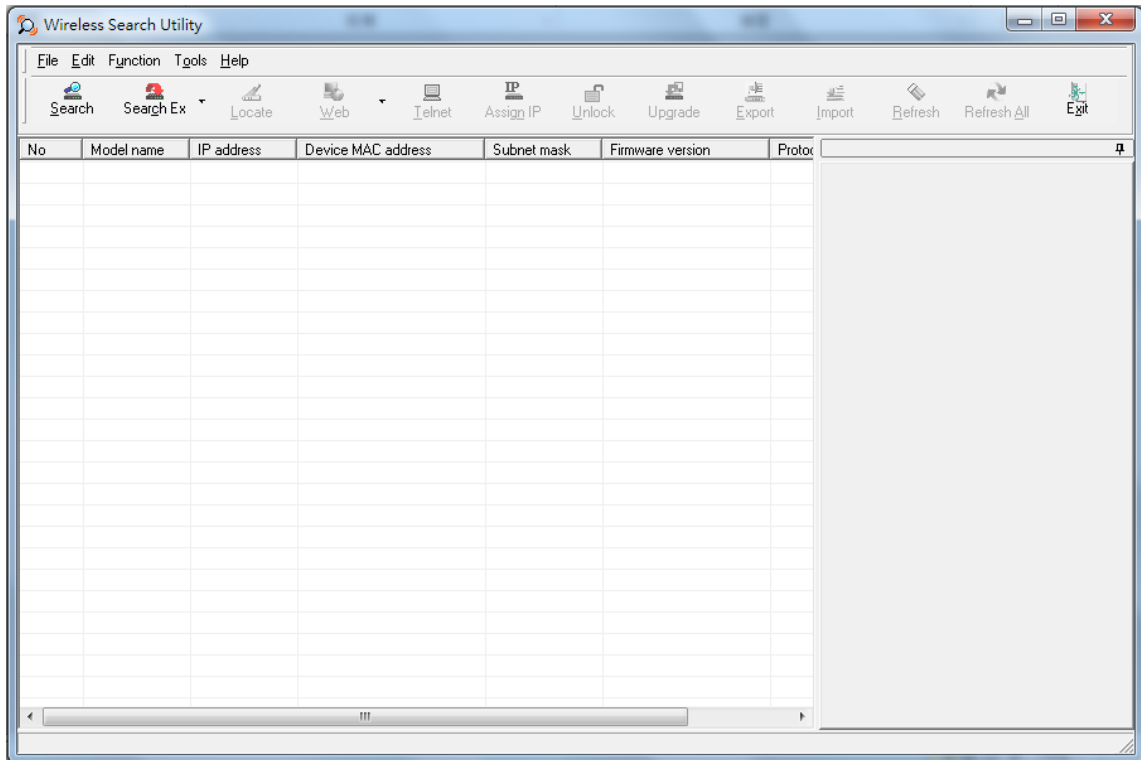 Wireless Search Utility
File Edit Function Tools Help
Search Search Ex Locate Web Telnet Assign IP Unlock Upgrade Export Import Refresh Refresh All Exit
No Model name IP address Device MAC address Subnet mask Firmware version Protoc